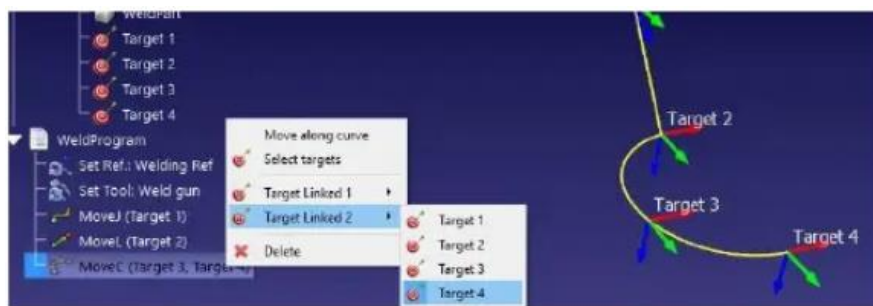 WeldPart
Target 1
Target 2
Target 3
Target 4
WeldProgram
Set Ref.: Welding Ref
Set Tool: Weld gun
MoveJ (Target 1)
MoveL (Target 2)
MoveC (Target 3, Target 4)
Move along curve
Select targets
Target Linked 1
Target Linked 2
Delete
Target 1
Target 2
Target 3
Target 4
Target 2
Target 3
Target 4